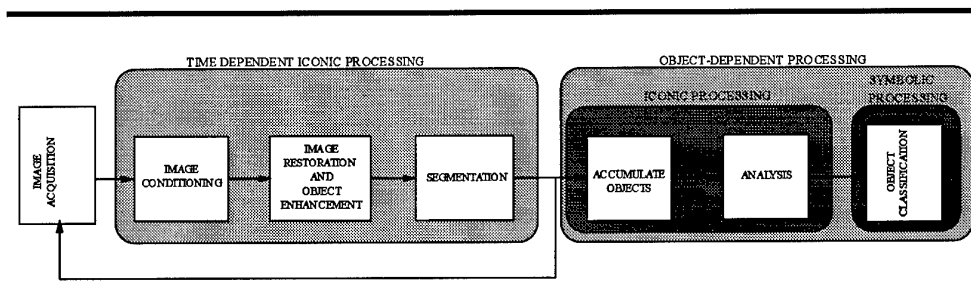 TIME DEPENDENT ICONIC PROCESSING
OBJECT-DEPENDENT PROCESSING
SYMBOLIC
PROCESSING
ICONIC PROCESSING
IMAGE
ACQUISITION
IMAGE
CONDITIONING
IMAGE
RESTORATION
AND
OBJECT
ENHANCEMENT
SEGMENTATION
ACCUMULATE
OBJECTS
ANALYSIS
OBJECT
CLASSIFICATION